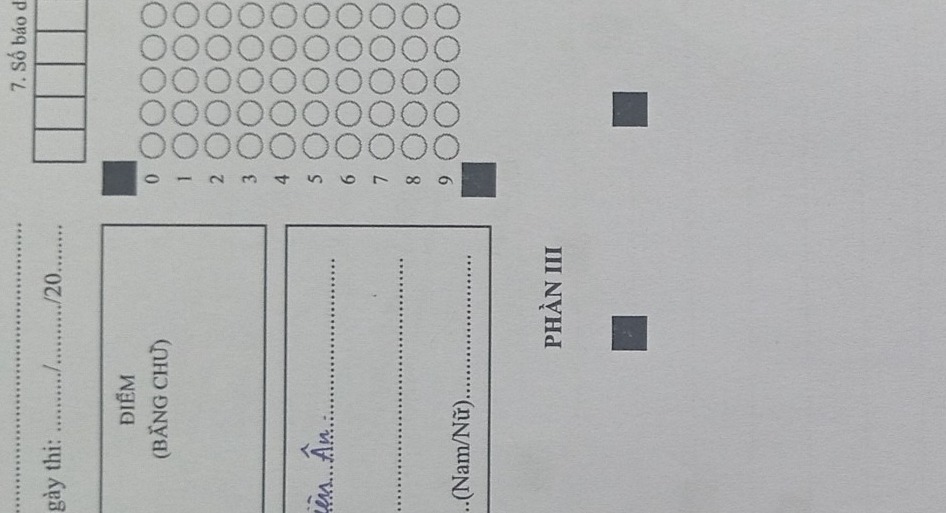 7. Số báo d
gày thi: ........../........../20.........
ĐIỂM
(BẰNG CHỮ)
0
1
2
3
4
5
6
7
8
9
Ân
..(Nam/Nữ)
PHẦN III